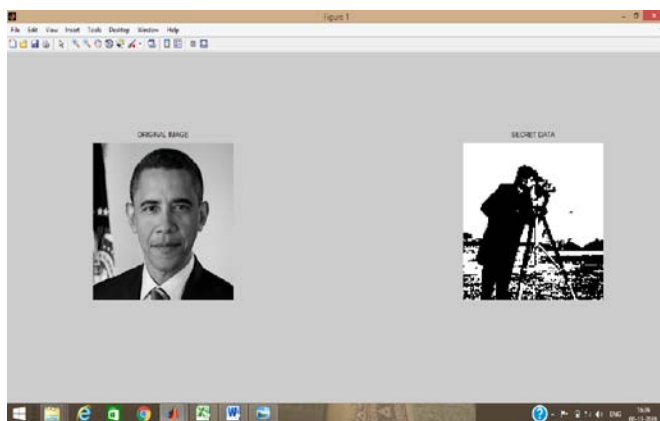 Figure 1
File Edit View Insert Tools Desktop Window Help
ORIGINAL IMAGE
SECRET DATA
ENG